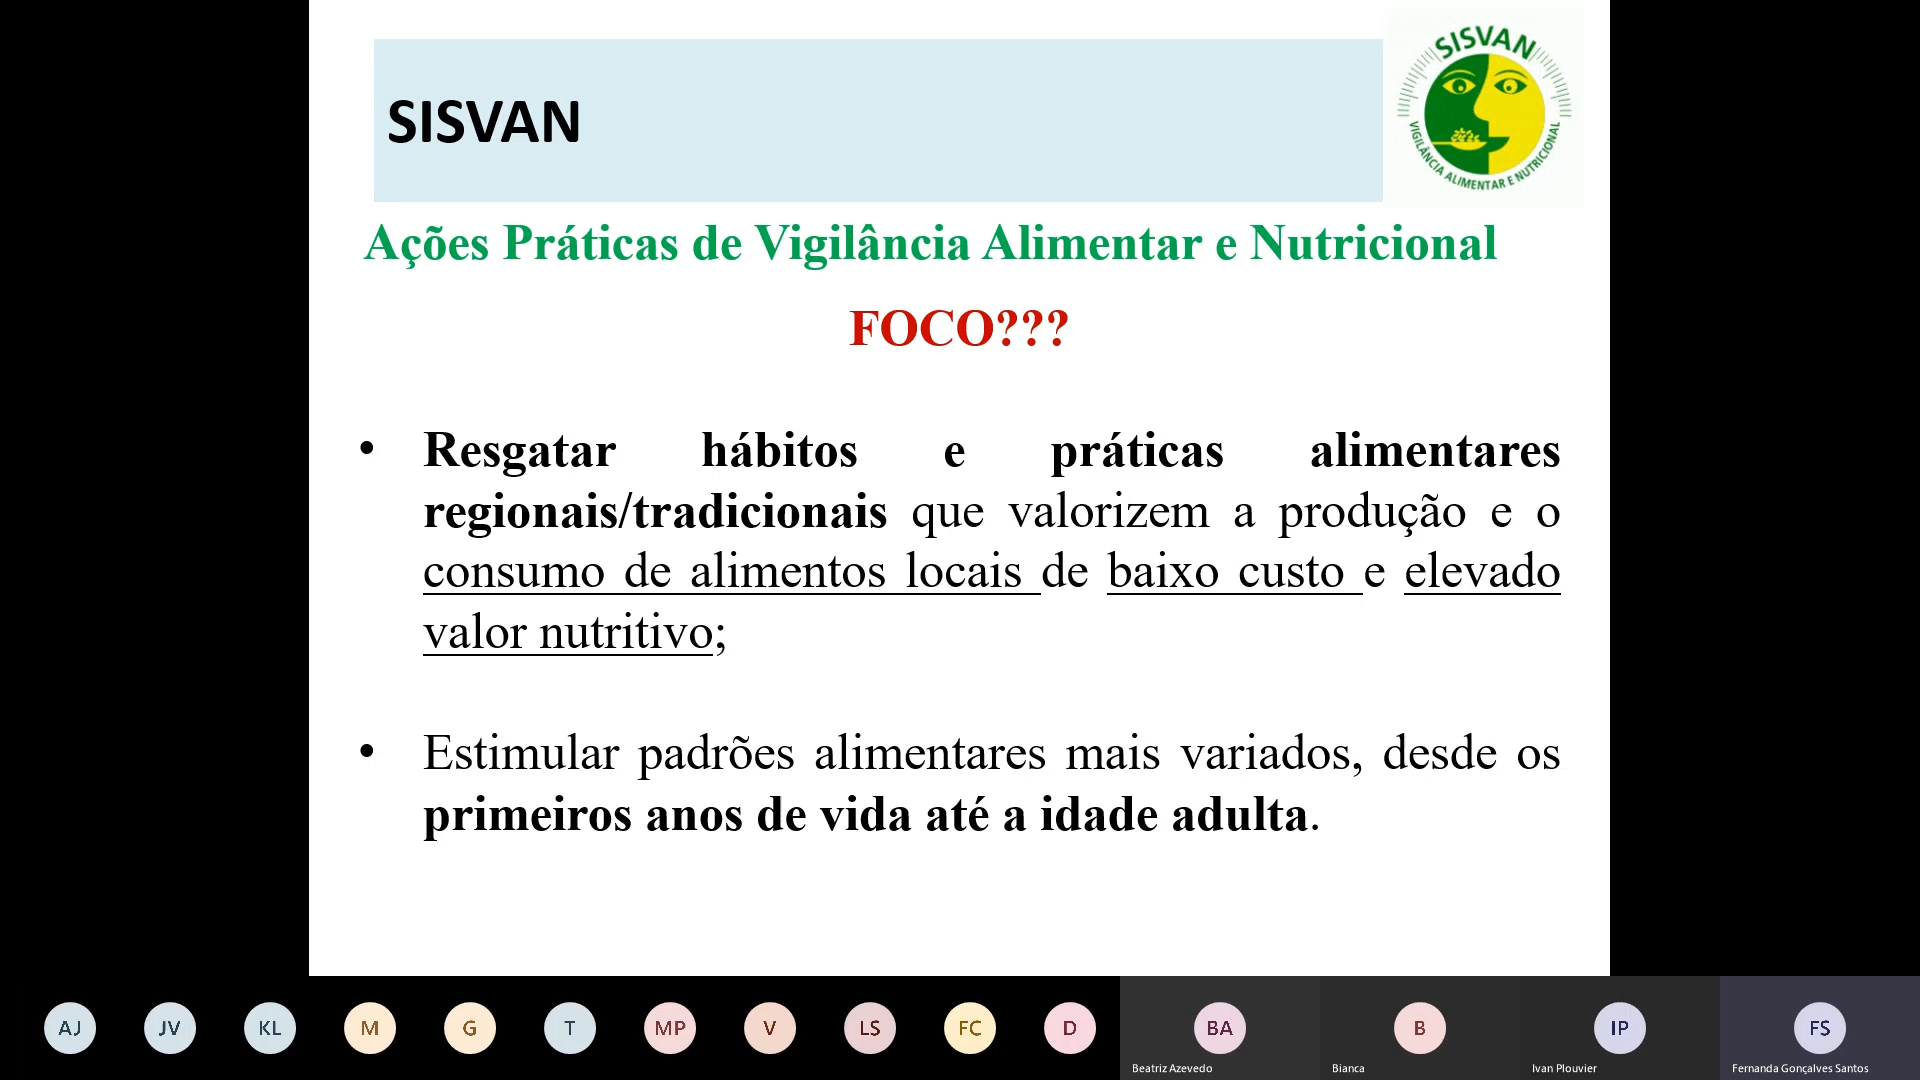 SISVAN
SISVAN
VIGILÂNCIA ALIMENTAR E NUTRICIONAL
Ações Práticas de Vigilância Alimentar e Nutricional
FOCO???
• Resgatar hábitos e práticas alimentares
regionais/tradicionais que valorizem a produção e o
consumo de alimentos locais de baixo custo e elevado
valor nutritivo;
• Estimular padrões alimentares mais variados, desde os
primeiros anos de vida até a idade adulta.
AJ JV KL M G T MP V LS FC D BA B IP FS
Beatriz Azevedo Bianca Ivan Plouvier Fernanda Gonçalves Santos